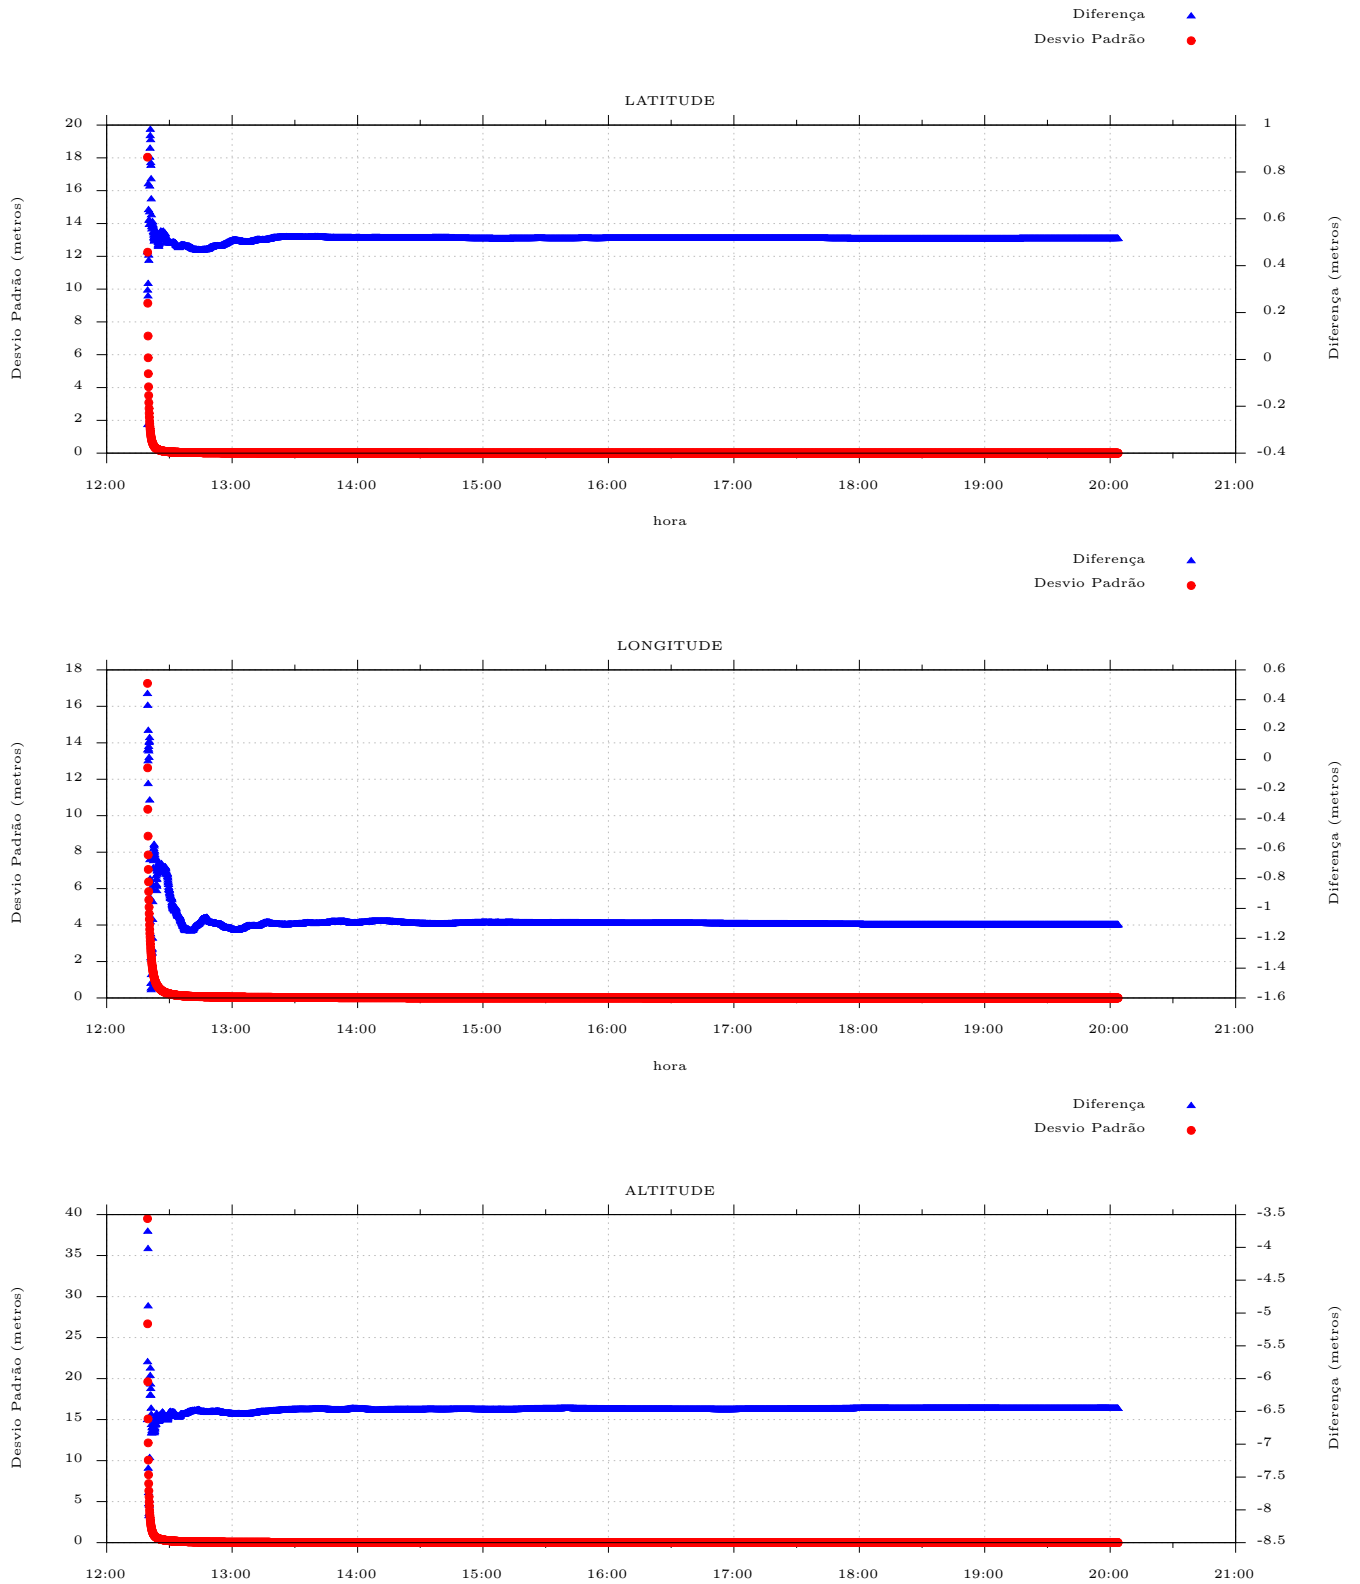 Diferença
Desvio Padrão
LATITUDE
20 1
18 0.8
16 0.6
14 0.4
12 0.2
10 0
8 -0.2
6 -0.4
4
2
0
Desvio Padrão (metros)
Diferença (metros)
12:00 13:00 14:00 15:00 16:00 17:00 18:00 19:00 20:00 21:00
hora
Diferença
Desvio Padrão
LONGITUDE
18 0.6
16 0.4
14 0.2
12 0
10 -0.2
8 -0.4
6 -0.6
4 -0.8
2 -1
0 -1.2
-1.4
-1.6
Desvio Padrão (metros)
Diferença (metros)
12:00 13:00 14:00 15:00 16:00 17:00 18:00 19:00 20:00 21:00
hora
Diferença
Desvio Padrão
ALTITUDE
40 -3.5
35 -4
30 -4.5
25 -5
20 -5.5
15 -6
10 -6.5
5 -7
0 -7.5
-8
-8.5
Desvio Padrão (metros)
Diferença (metros)
12:00 13:00 14:00 15:00 16:00 17:00 18:00 19:00 20:00 21:00